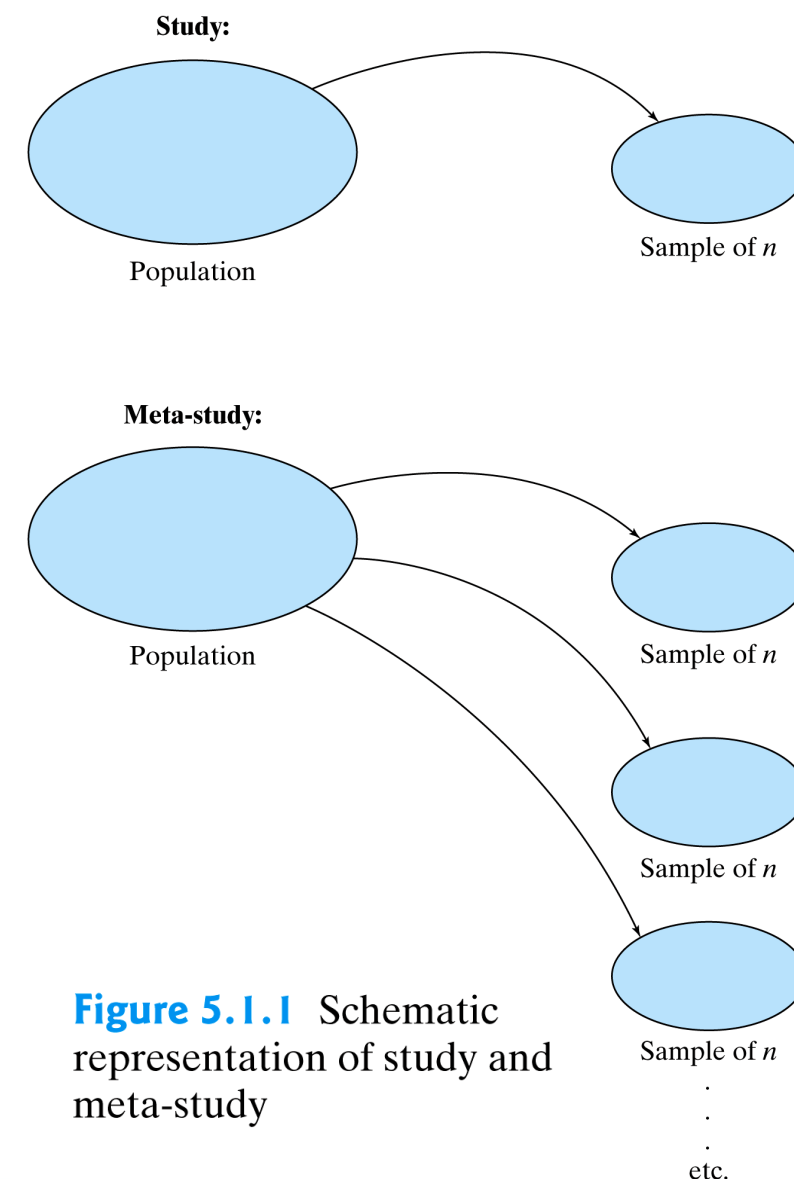 Study:
Population
Sample of n
Meta-study:
Population
Sample of n
Sample of n
Sample of n
.
.
.
etc.
Figure 5.1.1 Schematic
representation of study and
meta-study